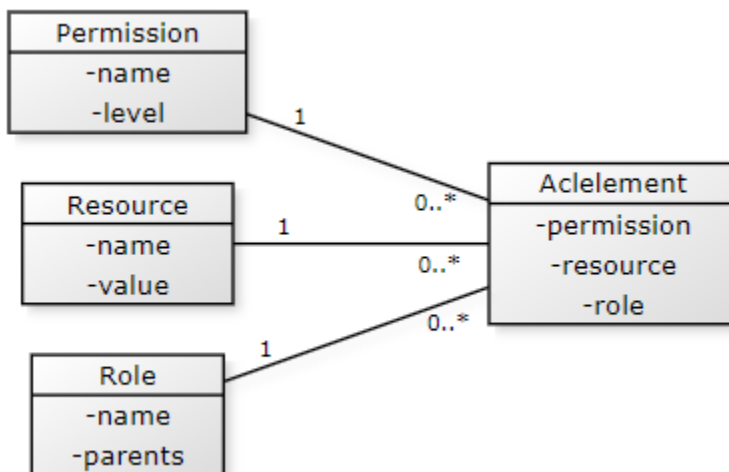 Permission
-name
-level
1
0..*
Resource
-name
-value
1
0..*
Role
-name
-parents
1
0..*
Aclelement
-permission
-resource
-role